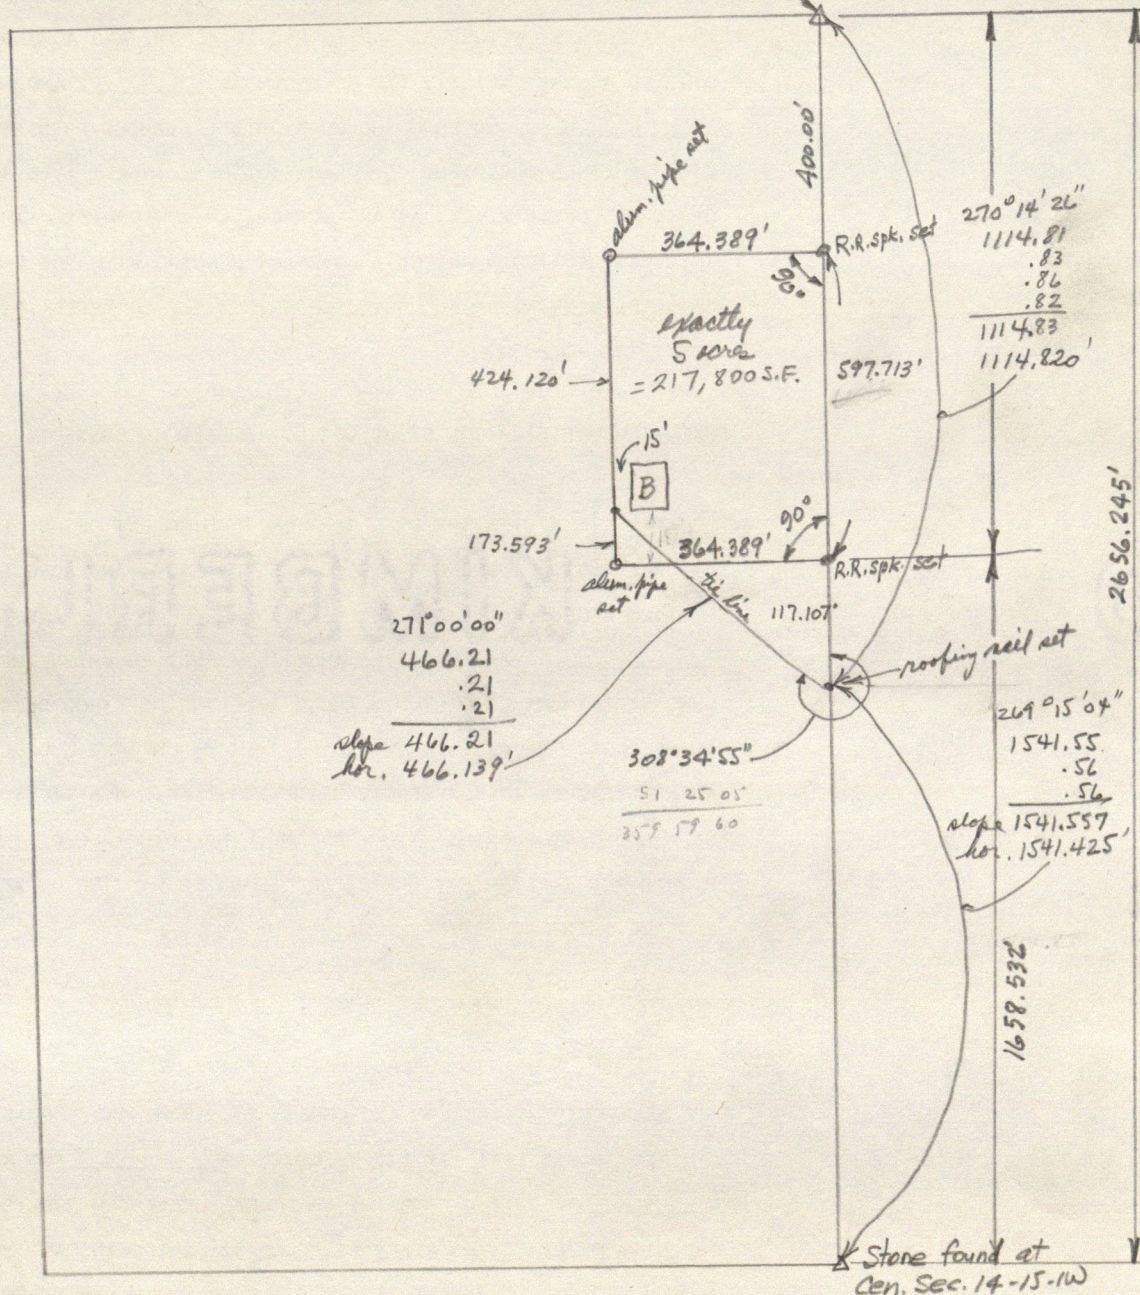 400.00'
alum. pipe set
364.389'
R.R. spk. set
90°
270°14'26"
1114.81
.83
.86
.82
1114.83
1114.820'
exactly
5 acres
= 217,800 S.F.
424.120'
597.713'
15'
B
2656.245'
90°
173.593'
364.389'
R.R. spk. set
alum. pipe
set
tie line
117.107'
271°00'00"
466.21
.21
.21
slope 466.21
hor. 466.139'
roofing nail set
308°34'55"
51 25 05
359 59 60
269°15'04"
1541.55
.56
.56
slope 1541.557
hor. 1541.425'
1658.532'
Stone found at
Cen. Sec. 14-15-1W